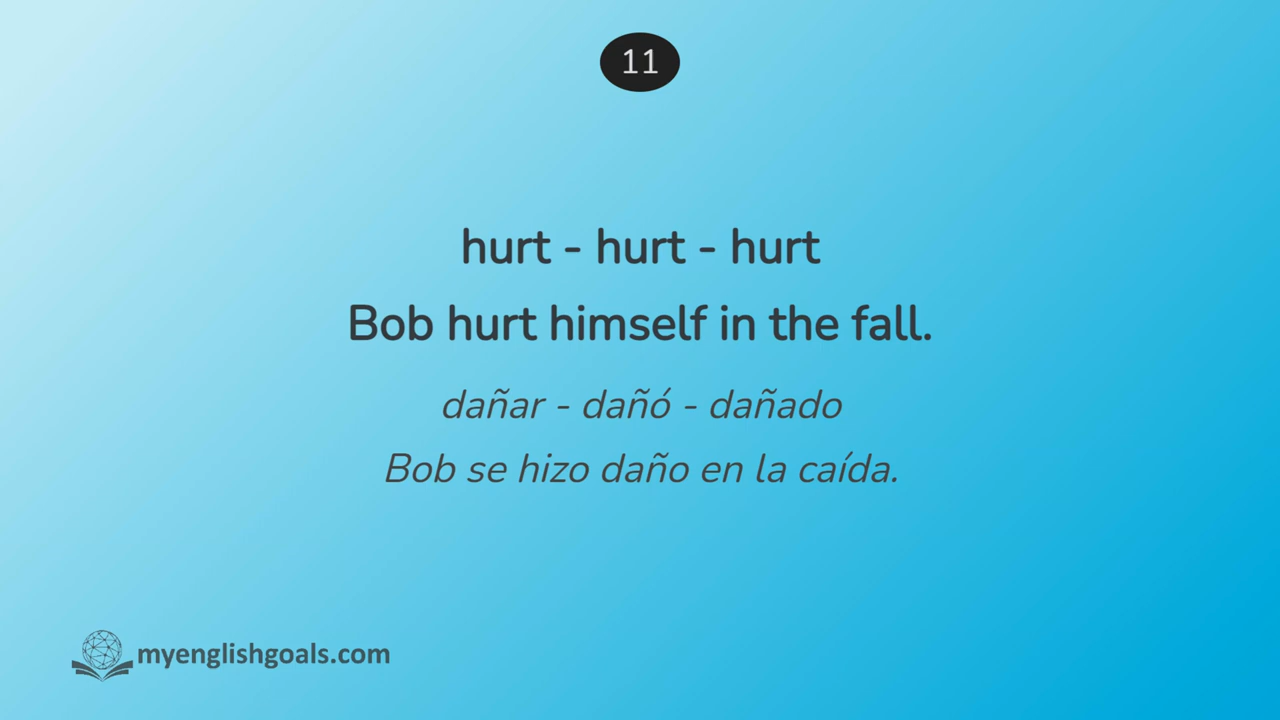 11
hurt - hurt - hurt
Bob hurt himself in the fall.
dañar - dañó - dañado
Bob se hizo daño en la caída.
myenglishgoals.com